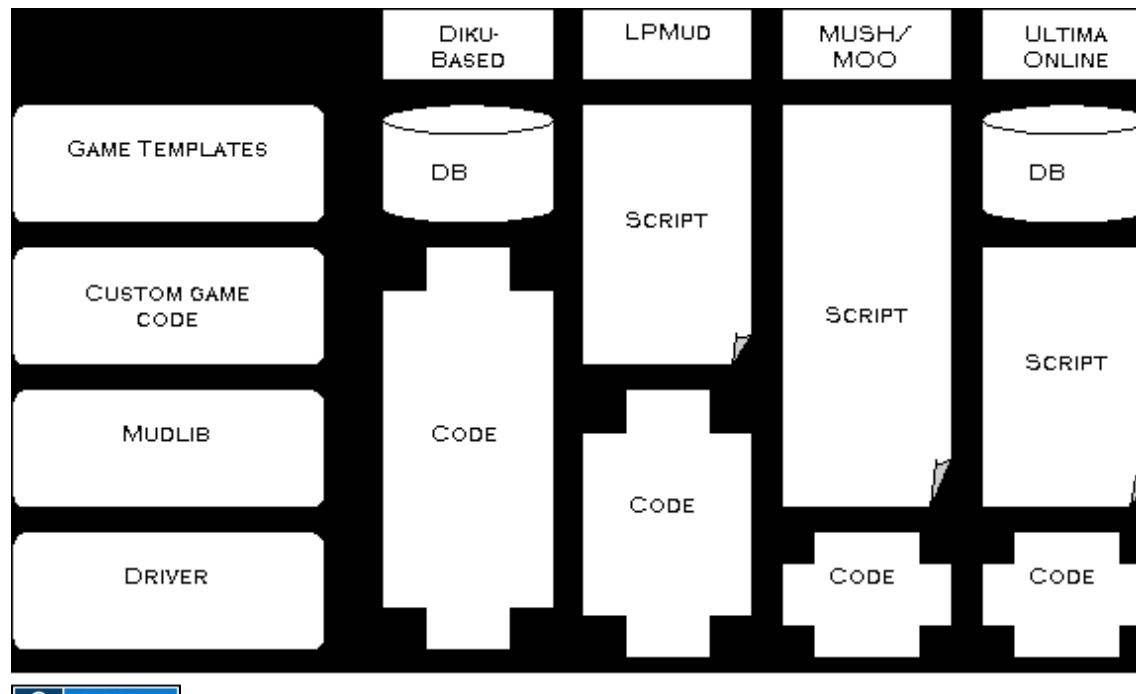 DIKU-
BASED
LPMUD
MUSH/
MOO
ULTIMA
ONLINE
GAME TEMPLATES
DB
SCRIPT
SCRIPT
DB
CUSTOM GAME
CODE
SCRIPT
MUDLIB
CODE
CODE
DRIVER
CODE
CODE